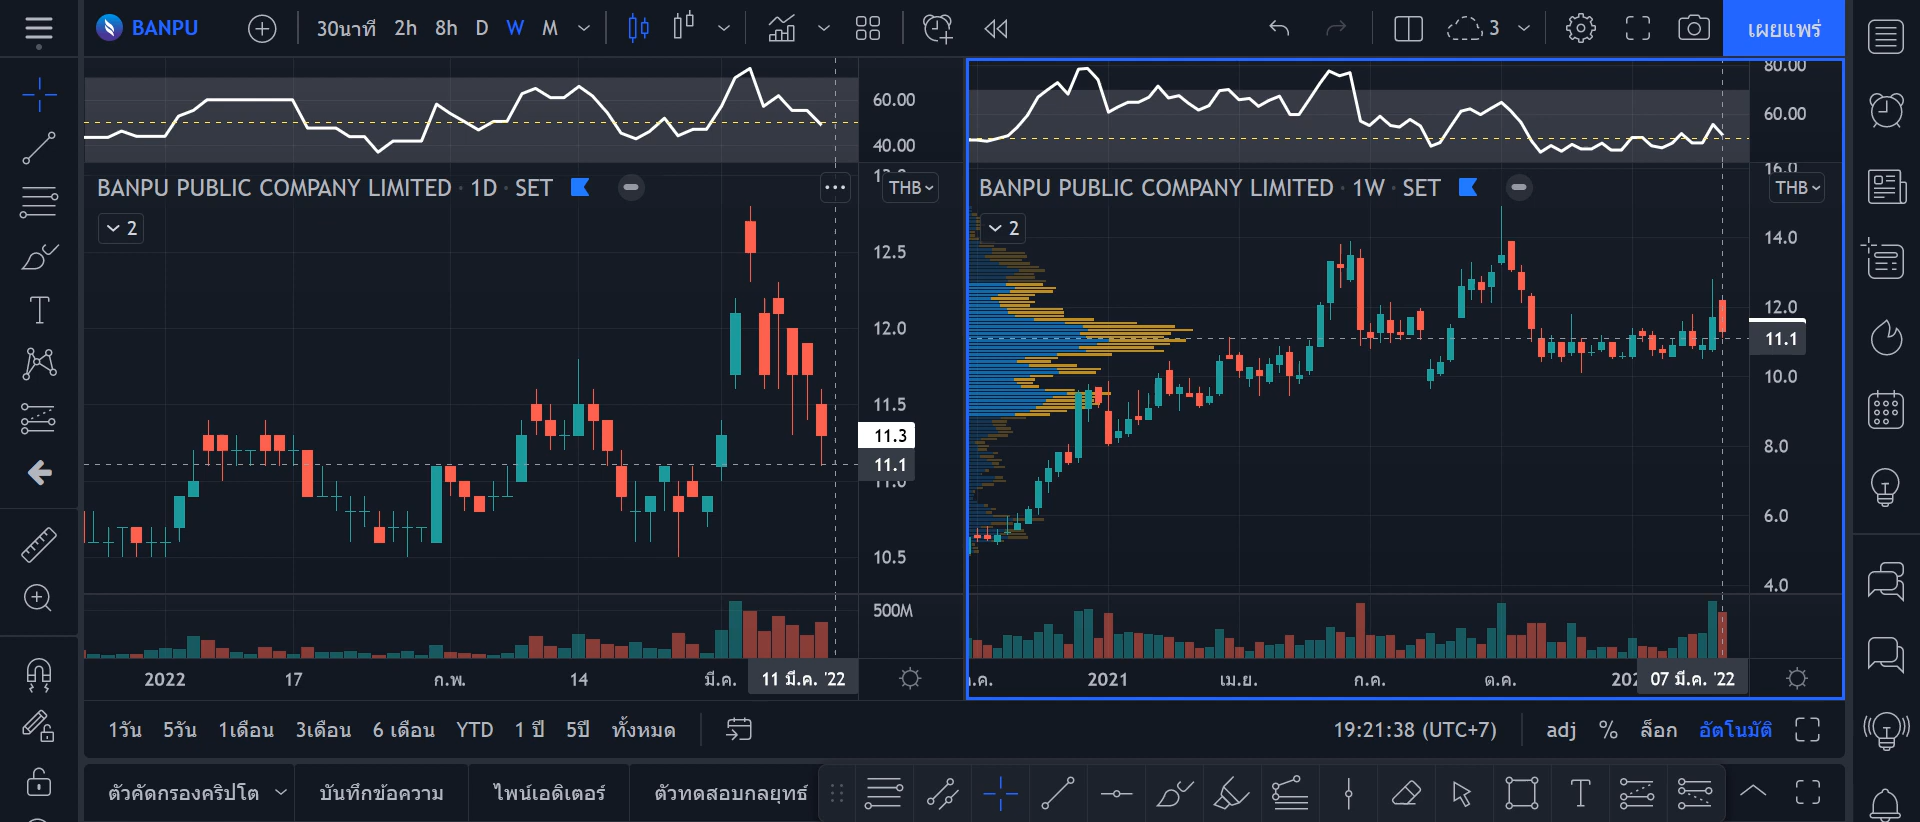 BANPU 30นาที 2h 8h D W M 3 เผยแพร่
60.00
40.00
BANPU PUBLIC COMPANY LIMITED · 1D · SET
THB
2
12.5
12.0
11.5
11.3
11.1
11.0
10.5
500M
2022 17 ก.พ. 14 มี.ค. 11 มี.ค. '22
80.00
60.00
16.0
BANPU PUBLIC COMPANY LIMITED · 1W · SET
THB
2
14.0
12.0
11.1
10.0
8.0
6.0
4.0
2021 เม.ย. ก.ค. ต.ค. 202 07 มี.ค. '22
1วัน 5วัน 1เดือน 3เดือน 6 เดือน YTD 1 ปี 5ปี ทั้งหมด 19:21:38 (UTC+7) adj % ล็อก อัตโนมัติ
ตัวคัดกรองคริปโต บันทึกข้อความ ไพน์เอดิเตอร์ ตัวทดสอบกลยุทธ์